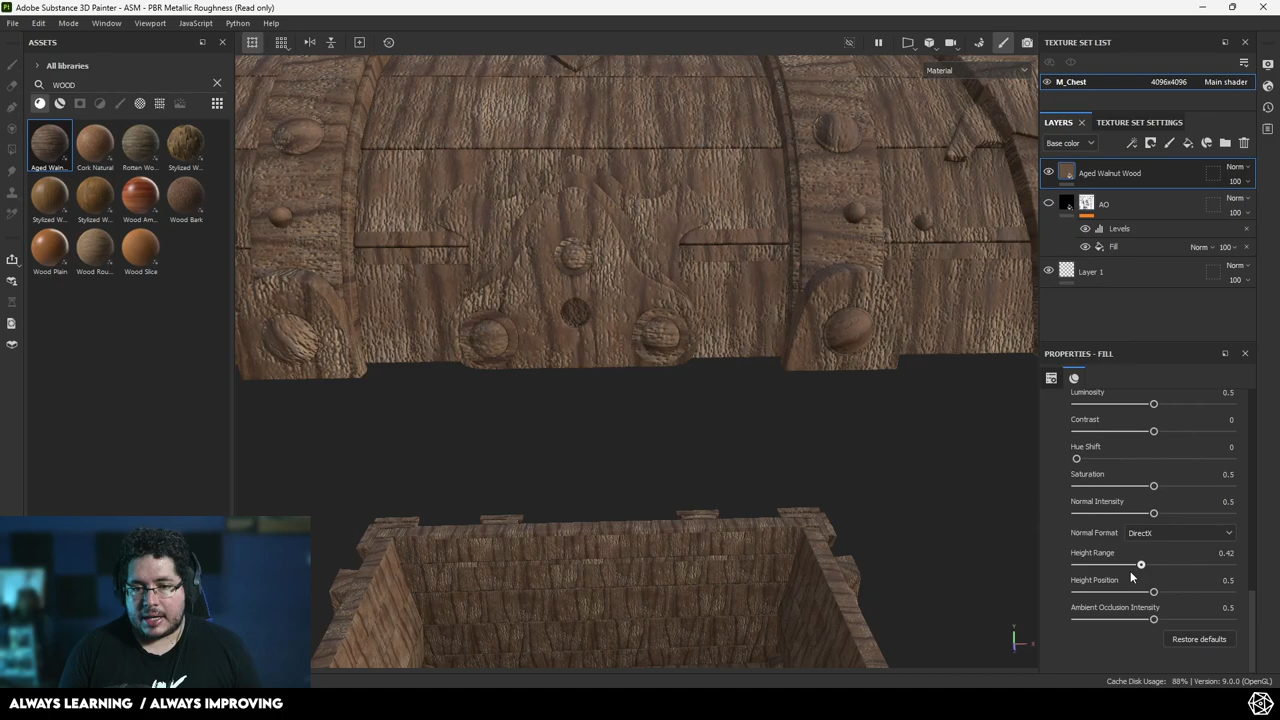 Adobe Substance 3D Painter - ASM - PBR Metallic Roughness (Read only)
File Edit Mode Window Viewport JavaScript Python Help
ASSETS
All libraries
WOOD
Aged Waln... Cork Natural Rotten Wo... Stylized W...
Stylized W... Stylized W... Wood Am... Wood Bark
Wood Plain Wood Rou... Wood Slice
Material
TEXTURE SET LIST
M_Chest 4096x4096 Main shader
LAYERS TEXTURE SET SETTINGS
Base color
Aged Walnut Wood Norm 100
AO Norm 100
Levels
Fill Norm 100
Layer 1 Norm 100
PROPERTIES - FILL
Luminosity 0.5
Contrast 0
Hue Shift 0
Saturation 0.5
Normal Intensity 0.5
Normal Format DirectX
Height Range 0.42
Height Position 0.5
Ambient Occlusion Intensity 0.5
Restore defaults
Y
X
Cache Disk Usage: 88% | Version: 9.0.0 (OpenGL)
ALWAYS LEARNING / ALWAYS IMPROVING